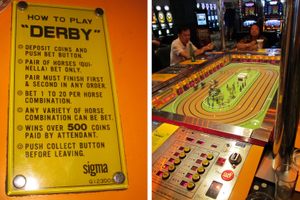 HOW TO PLAY
"DERBY"
DEPOSIT COINS AND
PUSH BET BUTTON.
PAIR OF HORSES (QUI-
NELLA) BET ONLY.
PAIR MUST FINISH FIRST
& SECOND IN ANY ORDER.
BET 1 TO 20 PER HORSE
COMBINATION.
ANY VARIETY OF HORSE
COMBINATION CAN BE
BET.
WINS OVER 500 COINS
PAID BY ATTENDANT.
PUSH COLLECT BUTTON
BEFORE LEAVING.
sigma